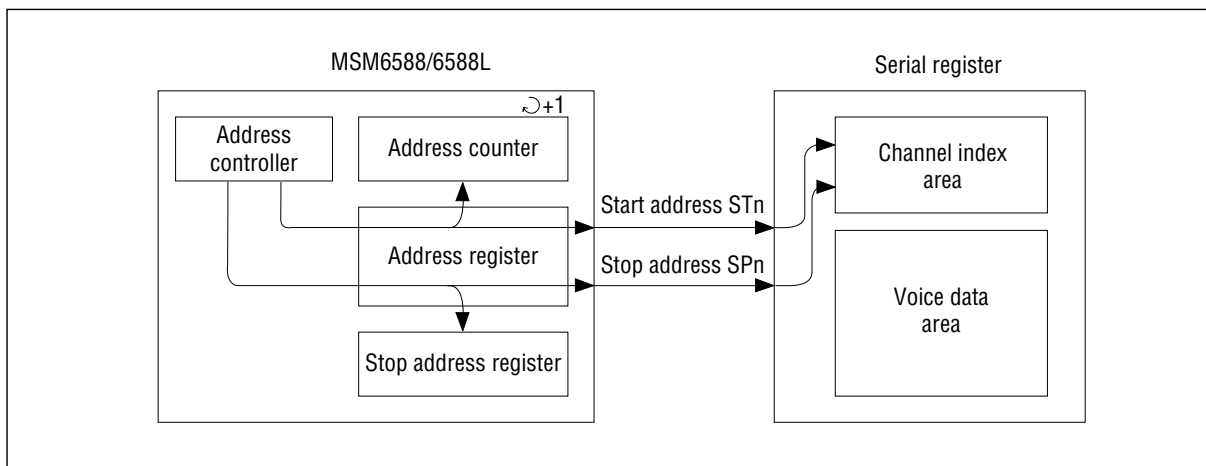 MSM6588/6588L
Serial register
+1
Address
controller
Address counter
Channel index
area
Start address STn
Address register
Stop address SPn
Voice data
area
Stop address register